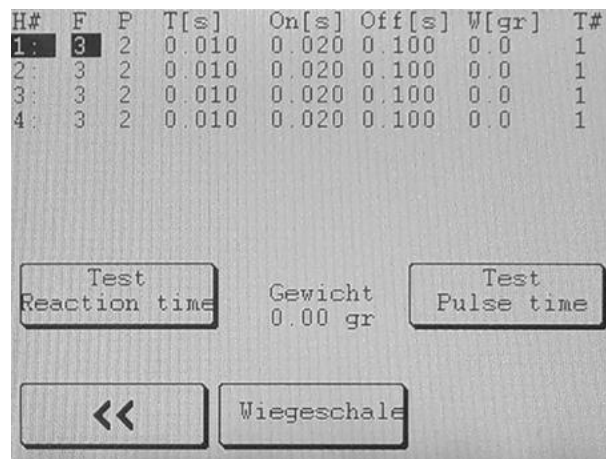 H# F P T[s] On[s] Off[s] W[gr] T#
1: 3 2 0.010 0.020 0.100 0.0 1
2: 3 2 0.010 0.020 0.100 0.0 1
3: 3 2 0.010 0.020 0.100 0.0 1
4: 3 2 0.010 0.020 0.100 0.0 1
Test
Reaction time
Gewicht
0.00 gr
Test
Pulse time
<<
Wiegeschale